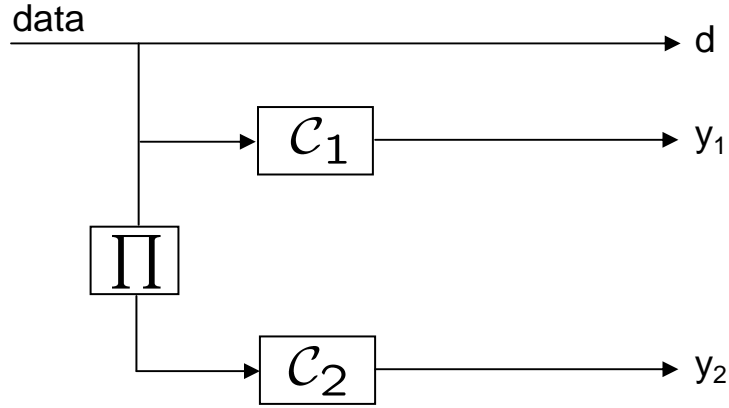 data
d
𝒞₁
y₁
∏
𝒞₂
y₂